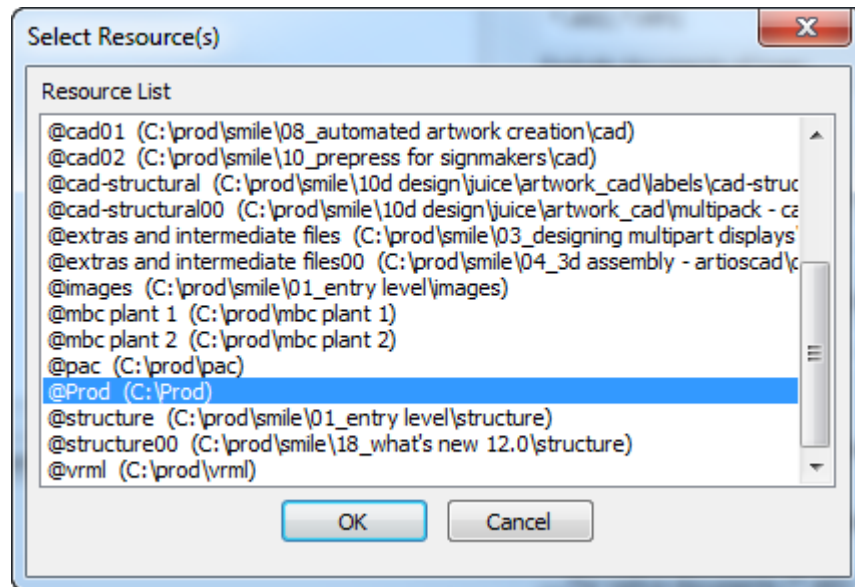 Select Resource(s)
Resource List
@cad01 (C:\prod\smile\08_automated artwork creation\cad)
@cad02 (C:\prod\smile\10_prepress for signmakers\cad)
@cad-structural (C:\prod\smile\10d design\juice\artwork_cad\labels\cad-struc
@cad-structural00 (C:\prod\smile\10d design\juice\artwork_cad\multipack - ca
@extras and intermediate files (C:\prod\smile\03_designing multipart displays\
@extras and intermediate files00 (C:\prod\smile\04_3d assembly - artioscad\c
@images (C:\prod\smile\01_entry level\images)
@mbc plant 1 (C:\prod\mbc plant 1)
@mbc plant 2 (C:\prod\mbc plant 2)
@pac (C:\prod\pac)
@Prod (C:\Prod)
@structure (C:\prod\smile\01_entry level\structure)
@structure00 (C:\prod\smile\18_what's new 12.0\structure)
@vrml (C:\prod\vrml)
OK Cancel